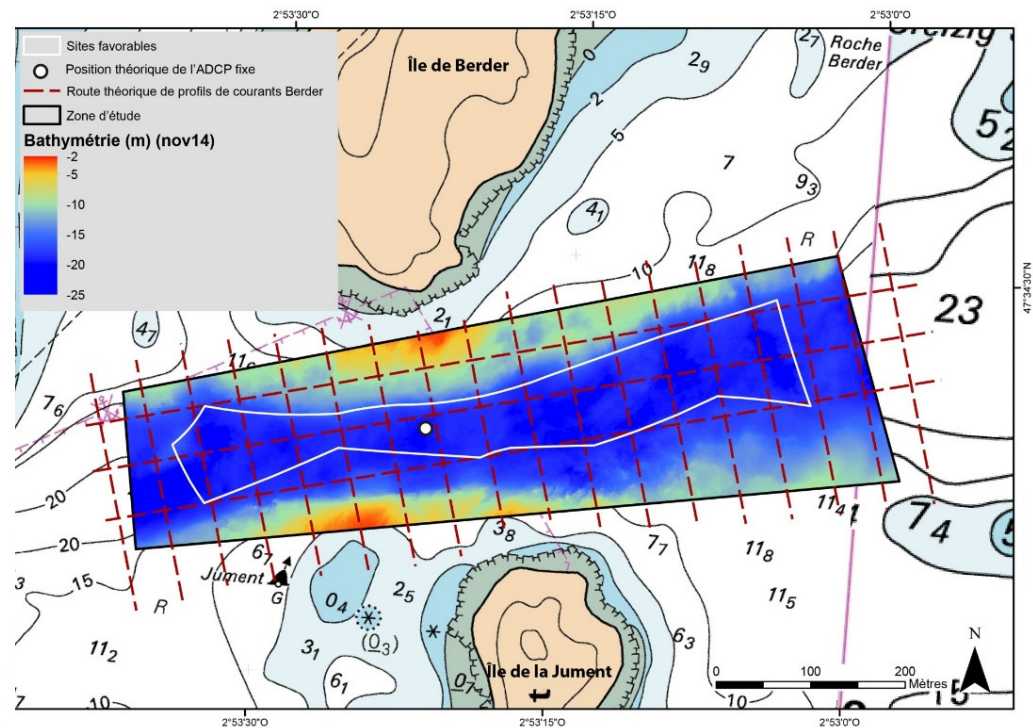 2°53'30"O
2°53'15"O
2°53'0"O
Sites favorables
Position théorique de l'ADCP fixe
Route théorique de profils de courants Berder
Zone d'étude
Bathymétrie (m) (nov14)
-2
-5
-10
-15
-20
-25
Île de Berder
Roche
Berder
0
2
5
2₉
2₇
7
9₃
4₁
10
11₈
R
5₂
47°34'30"N
23
4₇
2₁
7₆
20
20
15
3
6₇
Jument
G
R
0₄
2₅
(0₃)
3₁
6₁
11₂
10
3₈
7₇
11₈
11₅
7₄
5
6₃
0₇
Île de la Jument
10
N
0
100
200
Mètres
15
2°53'30"O
2°53'15"O
2°53'0"O